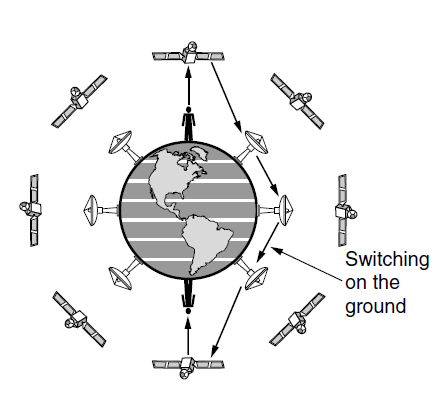 Switching
on the
ground